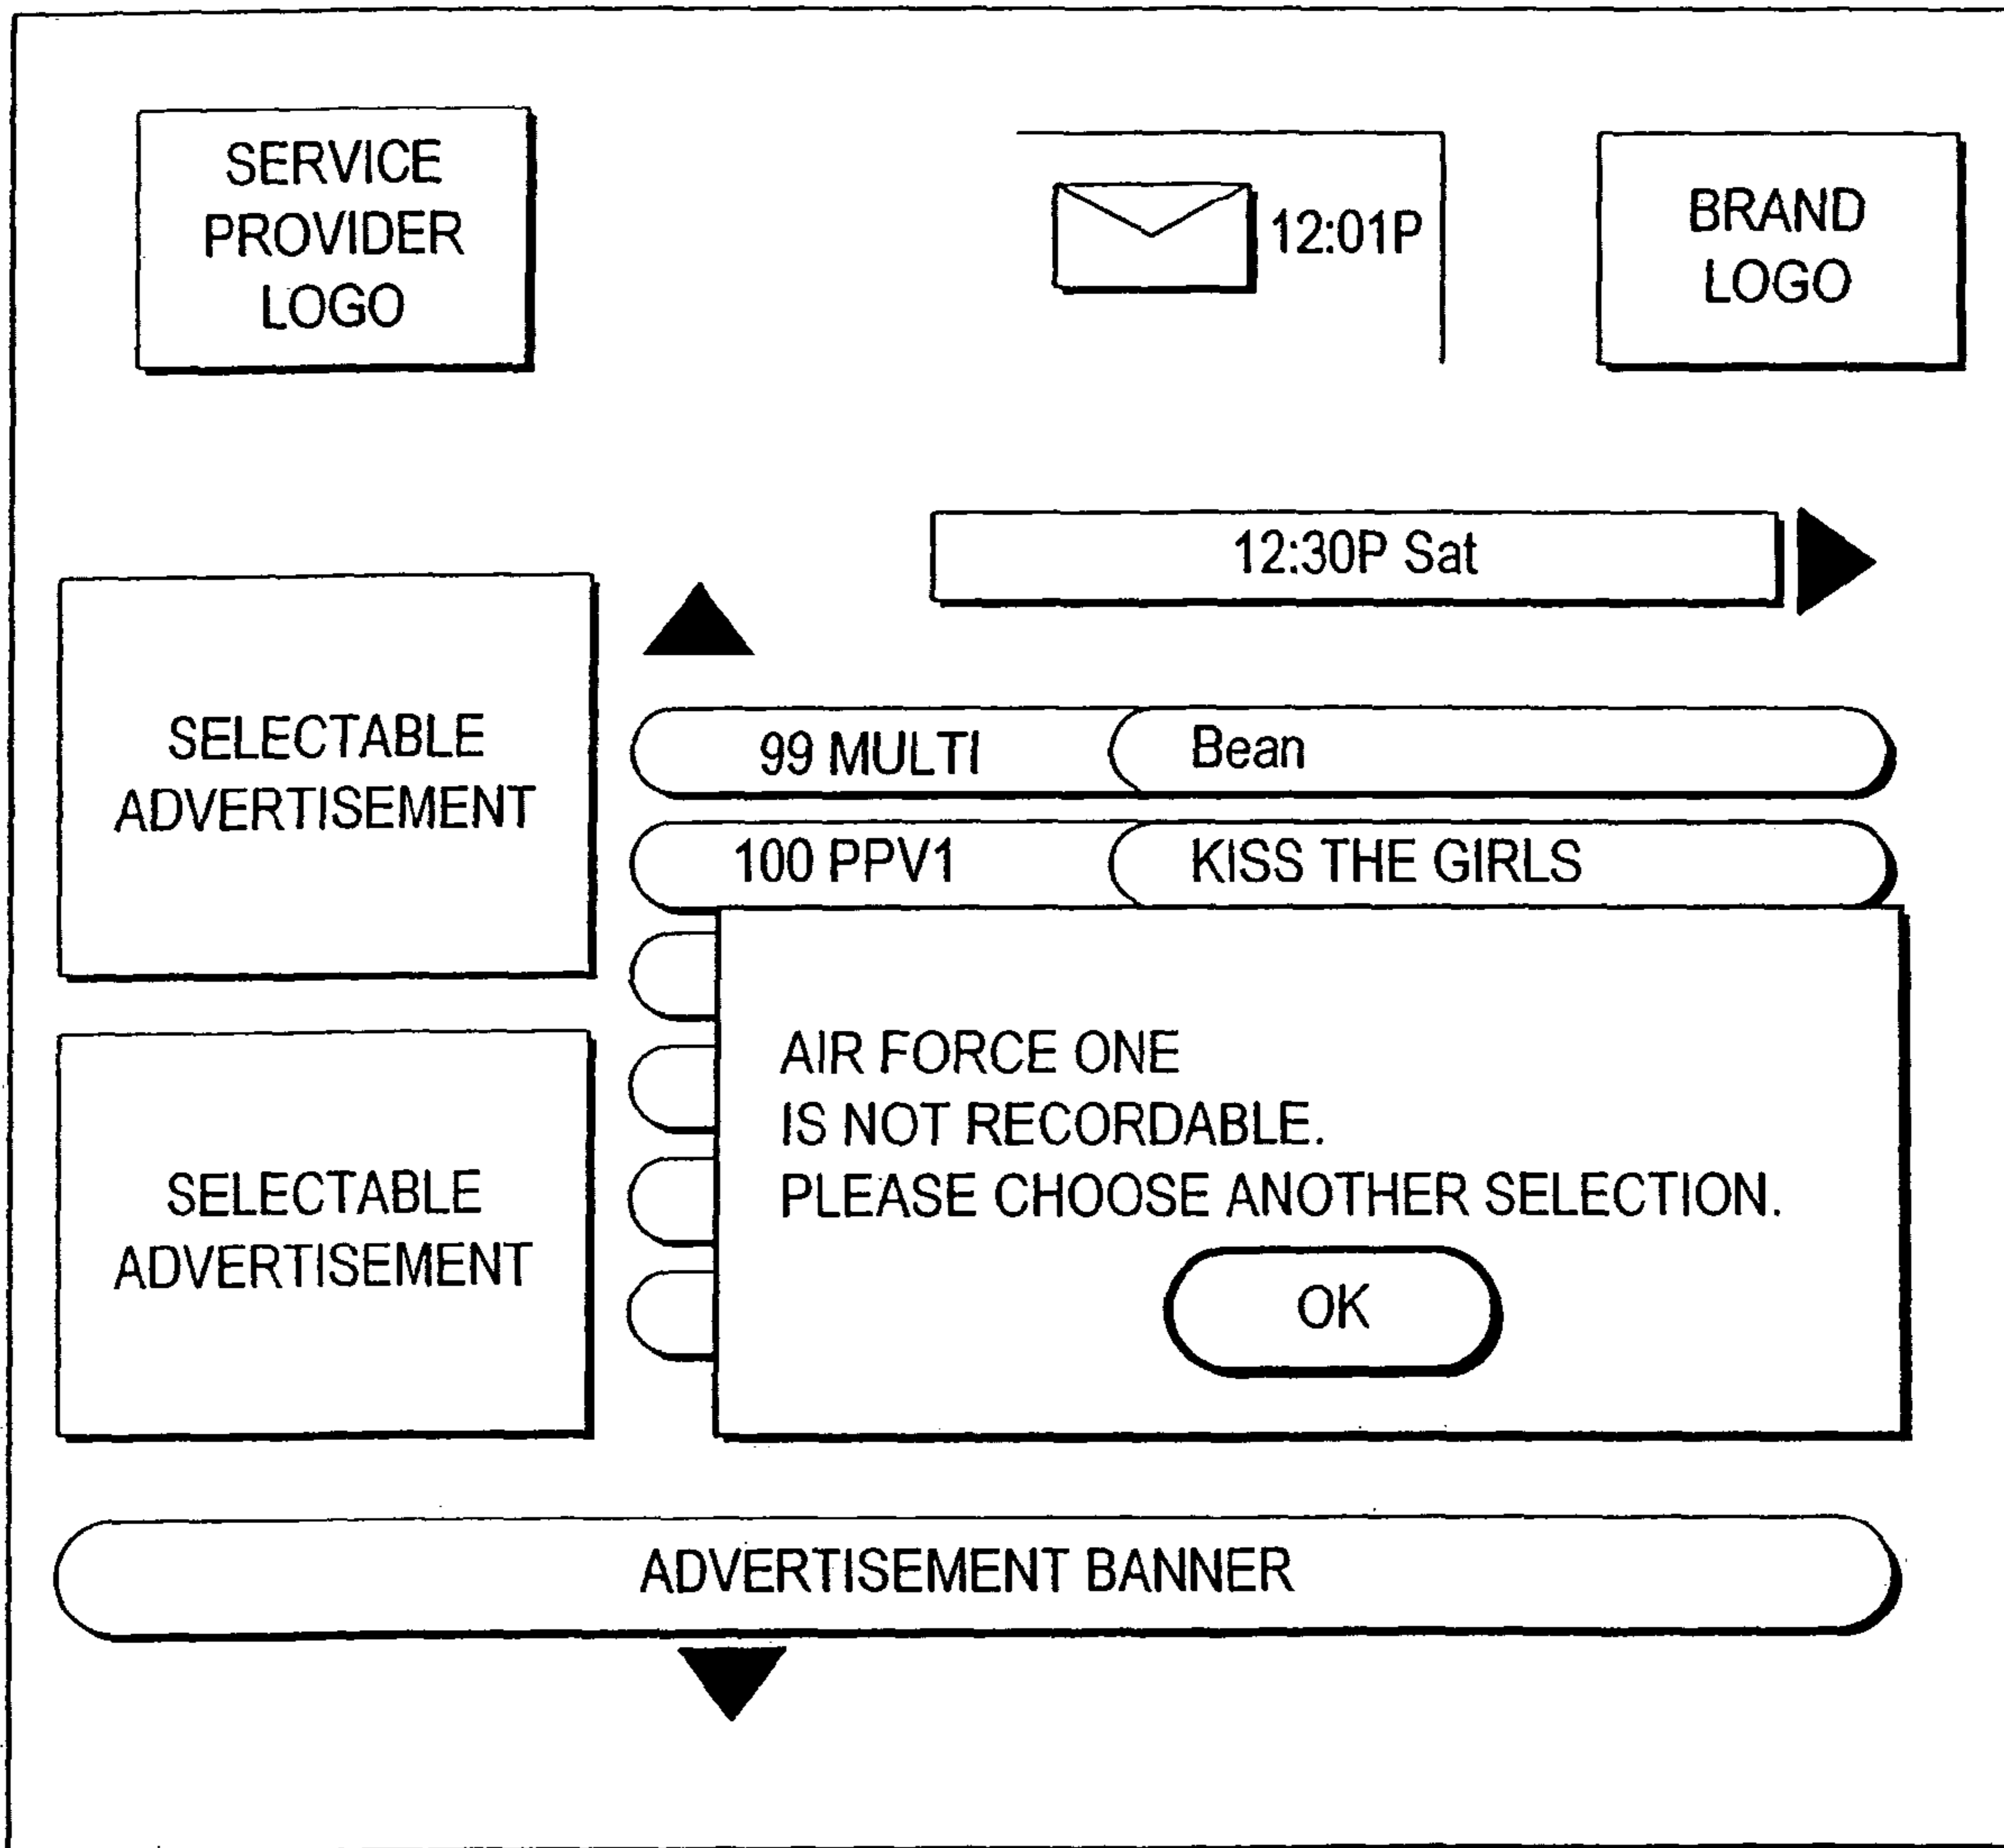 SERVICE
PROVIDER
LOGO
12:01P
BRAND
LOGO
12:30P Sat
SELECTABLE
ADVERTISEMENT
99 MULTI Bean
100 PPV1 KISS THE GIRLS
AIR FORCE ONE
IS NOT RECORDABLE.
PLEASE CHOOSE ANOTHER SELECTION.
OK
SELECTABLE
ADVERTISEMENT
ADVERTISEMENT BANNER